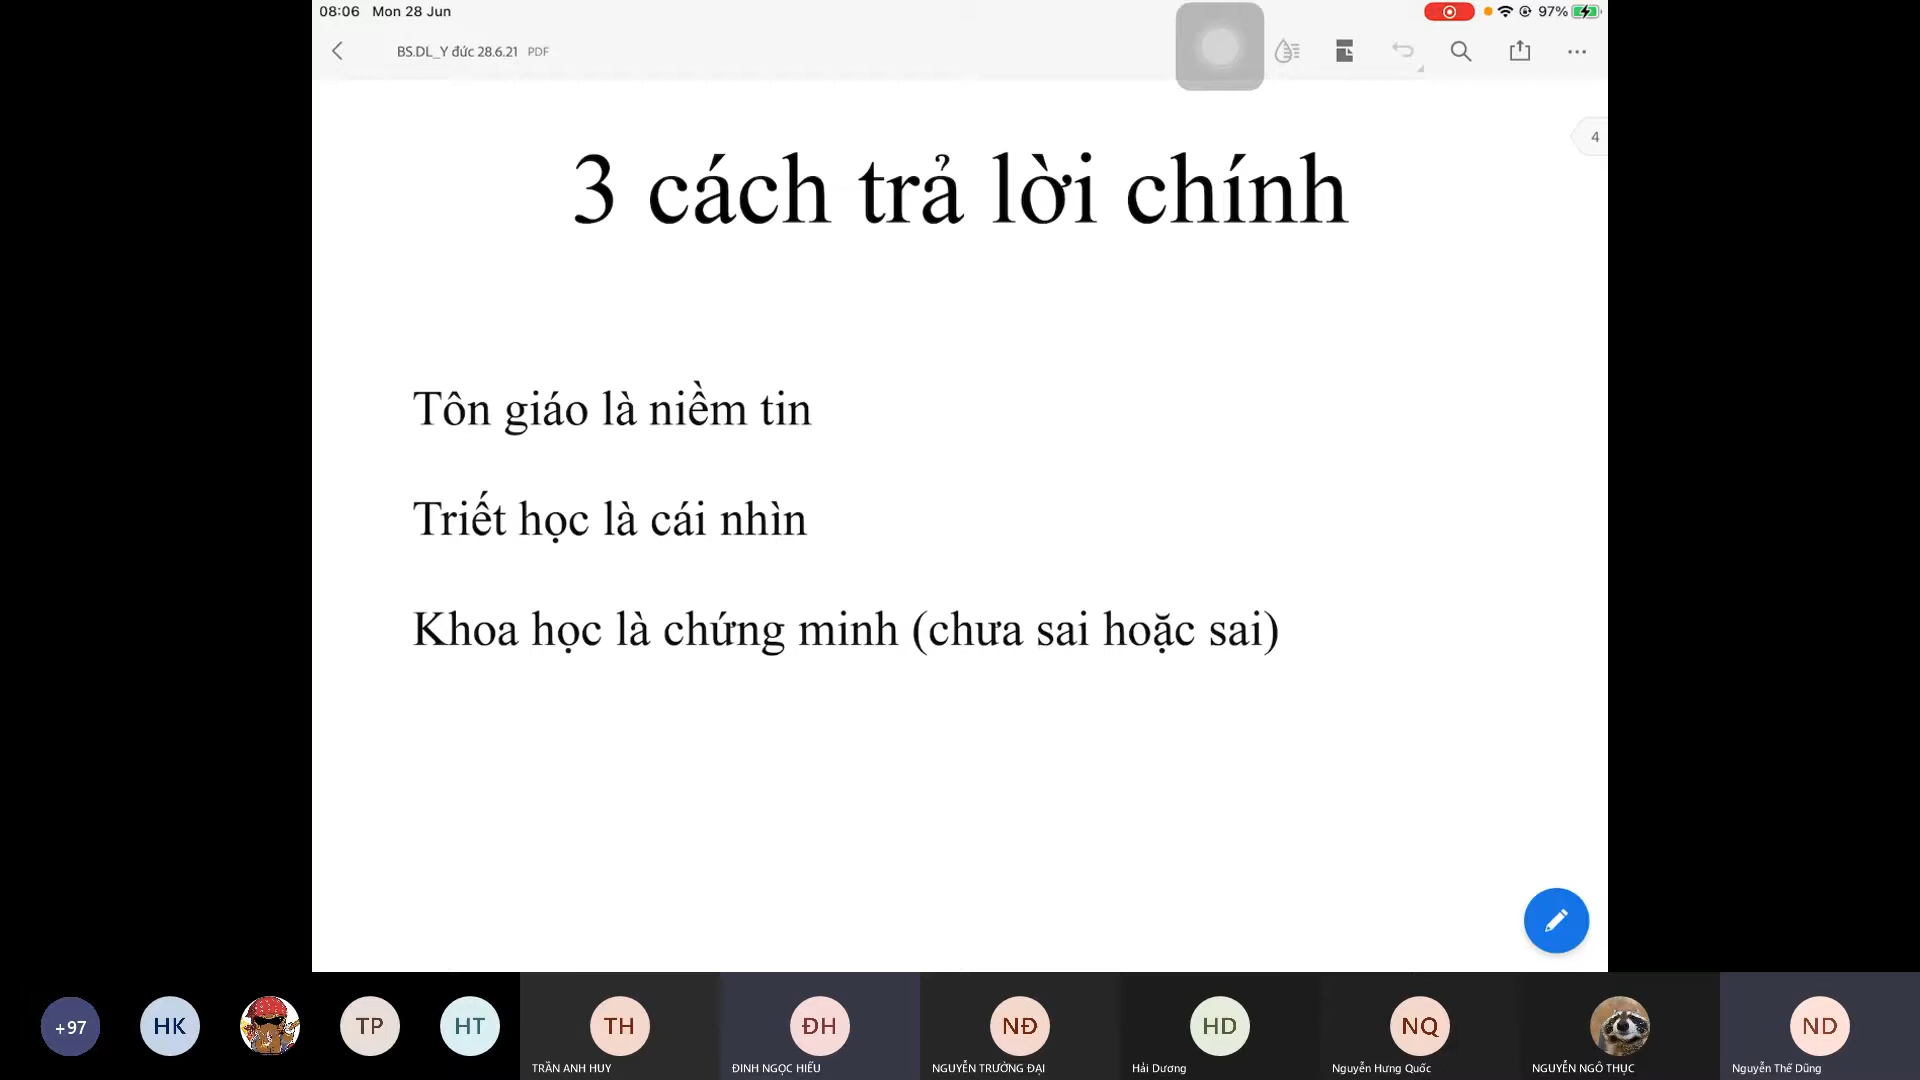 08:06 Mon 28 Jun
97%
BS.DL_Y đức 28.6.21 PDF
4
3 cách trả lời chính
Tôn giáo là niềm tin
Triết học là cái nhìn
Khoa học là chứng minh (chưa sai hoặc sai)
+97 HK TP HT TH ĐH NĐ HD NQ ND
TRẦN ANH HUY ĐINH NGỌC HIẾU NGUYỄN TRƯỜNG ĐẠI Hải Dương Nguyễn Hưng Quốc NGUYỄN NGÔ THỤC Nguyễn Thế Dũng